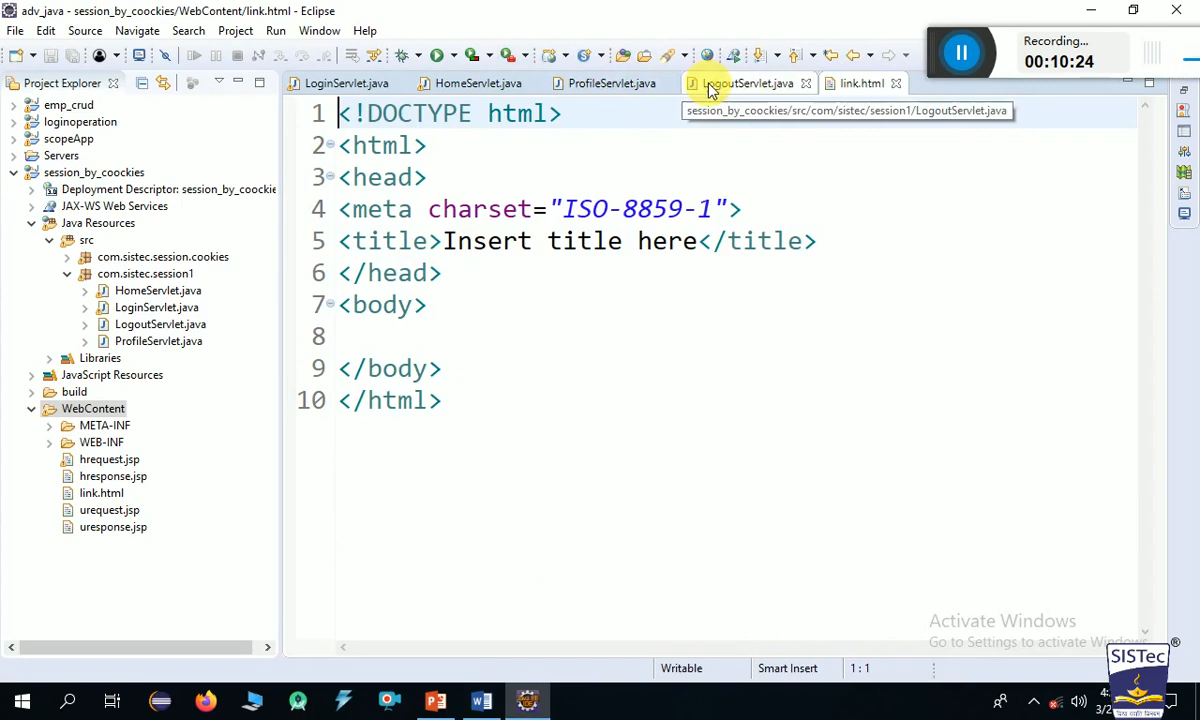 adv_java - session_by_coockies/WebContent/link.html - Eclipse
File Edit Source Navigate Search Project Run Window Help
Recording...
00:10:24
Project Explorer
LoginServlet.java
HomeServlet.java
ProfileServlet.java
LogoutServlet.java
link.html
session_by_coockies/src/com/sistec/session1/LogoutServlet.java
emp_crud
loginoperation
scopeApp
Servers
session_by_coockies
Deployment Descriptor: session_by_coockie
JAX-WS Web Services
Java Resources
src
com.sistec.session.cookies
com.sistec.session1
HomeServlet.java
LoginServlet.java
LogoutServlet.java
ProfileServlet.java
Libraries
JavaScript Resources
build
WebContent
META-INF
WEB-INF
hrequest.jsp
hresponse.jsp
link.html
urequest.jsp
uresponse.jsp
1 <!DOCTYPE html>
2 <html>
3 <head>
4 <meta charset="ISO-8859-1">
5 <title>Insert title here</title>
6 </head>
7 <body>
8
9 </body>
10 </html>
Activate Windows
Go to Settings to activate Windows
Writable
Smart Insert
1 : 1
SISTec
®